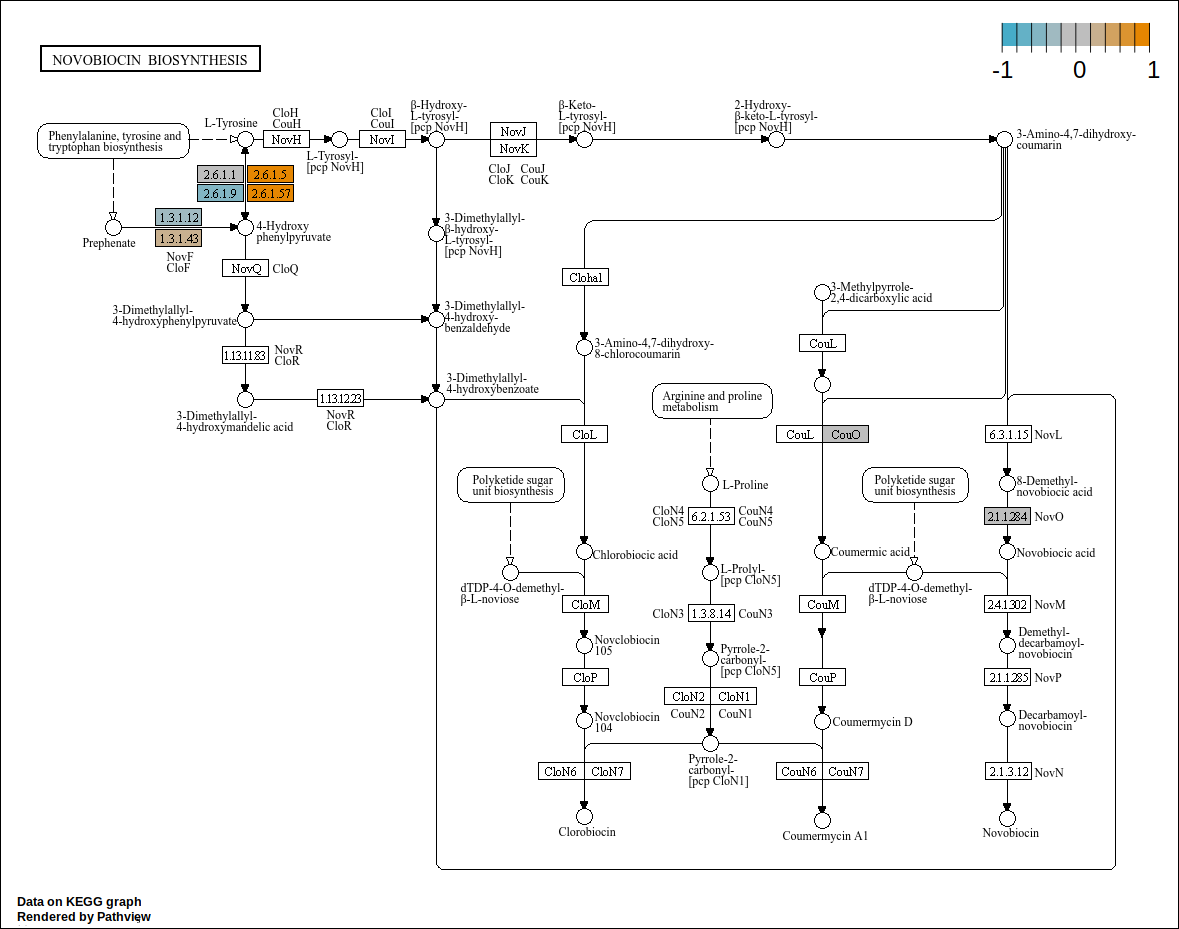 NOVOBIOCIN BIOSYNTHESIS
-1 0 1
Phenylalanine, tyrosine and
tryptophan biosynthesis
L-Tyrosine
CloH
CouH
NovH
L-Tyrosyl-
[pcp NovH]
CloI
CouI
NovI
β-Hydroxy-
L-tyrosyl-
[pcp NovH]
NovJ
NovK
CloJ CouJ
CloK CouK
β-Keto-
L-tyrosyl-
[pcp NovH]
2-Hydroxy-
β-keto-L-tyrosyl-
[pcp NovH]
3-Amino-4,7-dihydroxy-
coumarin
2.6.1.1 2.6.1.5
2.6.1.9 2.6.1.57
1.3.1.12
1.3.1.43
Prephenate
NovF
CloF
4-Hydroxy
phenylpyruvate
NovQ CloQ
3-Dimethylallyl-
β-hydroxy-
L-tyrosyl-
[pcp NovH]
3-Dimethylallyl-
4-hydroxyphenylpyruvate
3-Dimethylallyl-
4-hydroxy-
benzaldehyde
1.13.11.83
NovR
CloR
3-Dimethylallyl-
4-hydroxymandelic acid
1.13.12.23
NovR
CloR
3-Dimethylallyl-
4-hydroxybenzoate
Clohal
3-Amino-4,7-dihydroxy-
8-chlorocoumarin
3-Methylpyrrole-
2,4-dicarboxylic acid
CouL
Arginine and proline
metabolism
CloL
CouL CouO
6.3.1.15 NovL
Polyketide sugar
unit biosynthesis
L-Proline
Polyketide sugar
unit biosynthesis
8-Demethyl-
novobiocic acid
CloN4
CloN5
6.2.1.53
CouN4
CouN5
2.1.1.284 NovO
Chlorobiocic acid
Coumermic acid
Novobiocic acid
dTDP-4-O-demethyl-
β-L-noviose
L-Prolyl-
[pcp CloN5]
dTDP-4-O-demethyl-
β-L-noviose
CloM
CloN3 1.3.8.14 CouN3
CouM
2.4.1.302 NovM
Novclobiocin
105
Pyrrole-2-
carbonyl-
[pcp CloN5]
Demethyl-
decarbamoyl-
novobiocin
CloP
CloN2 CloN1
CouN2 CouN1
CouP
2.1.1.285 NovP
Novclobiocin
104
Coumermycin D
Decarbamoyl-
novobiocin
Pyrrole-2-
carbonyl-
[pcp CloN1]
CloN6 CloN7
CouN6 CouN7
2.1.3.12 NovN
Clorobiocin
Coumermycin A1
Novobiocin
Data on KEGG graph
Rendered by Pathview